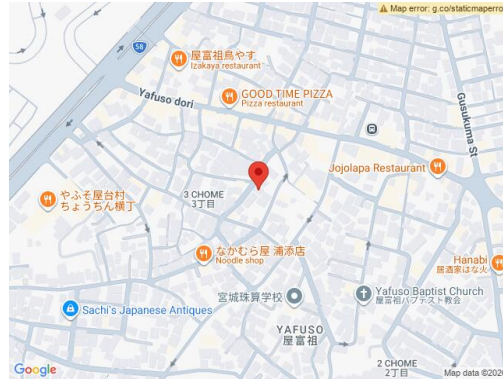 Map error: g.co/staticmaperro
58
屋富祖鳥やす
Izakaya restaurant
GOOD TIME PIZZA
Pizza restaurant
Yafuso dori
Gusukuma St
Jojolapa Restaurant
やふそ屋台村
ちょうちん横丁
3 CHOME
3丁目
なかむら屋 浦添店
Noodle shop
Hanabi
居酒家はな火
宮城珠算学校
Yafuso Baptist Church
屋富祖バプテスト教会
Sachi's Japanese Antiques
YAFUSO
屋富祖
2 CHOME
2丁目
Google
Map data ©202